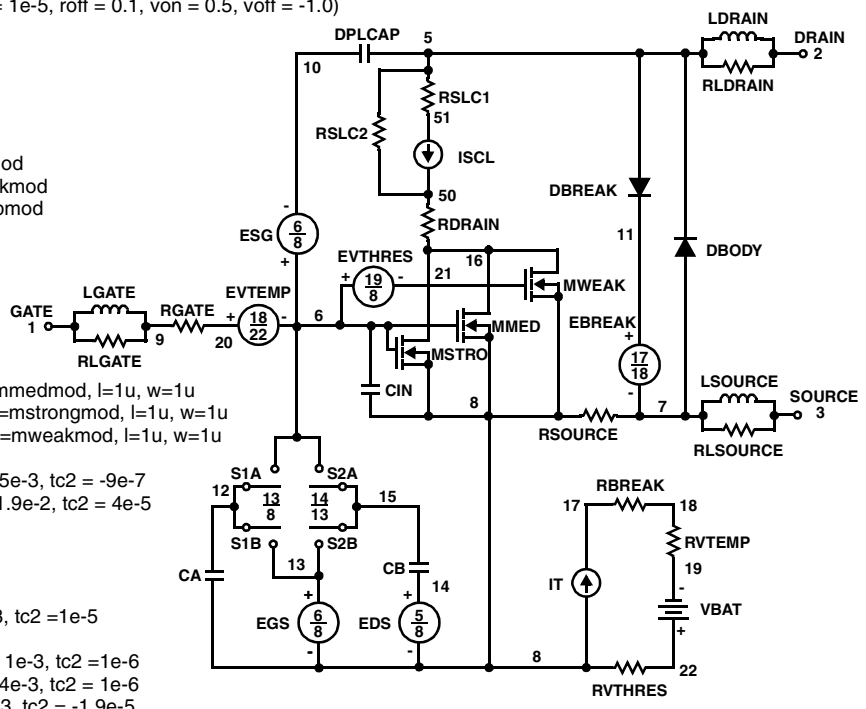 = 1e-5, roff = 0.1, von = 0.5, voff = -1.0)
LDRAIN
DPLCAP
5
DRAIN
2
10
RLDRAIN
RSLC1
51
RSLC2
ISCL
od
kmod
omod
DBREAK
50
-
RDRAIN
6
8
ESG
11
DBODY
EVTHRES
+
16
+
19
8
-
21
MWEAK
LGATE
EVTEMP
GATE
1
RGATE
+
18
22
-
6
EBREAK
MMED
9
20
+
MSTRO
RLGATE
17
18
LSOURCE
-
mmedmod, l=1u, w=1u
CIN
8
SOURCE
3
=mstrongmod, l=1u, w=1u
7
=mweakmod, l=1u, w=1u
RSOURCE
RLSOURCE
5e-3, tc2 = -9e-7
S1A
S2A
1.9e-2, tc2 = 4e-5
12
13
8
14
13
15
RBREAK
17
18
S1B
S2B
RVTEMP
13
CB
CA
19
14
IT
-
+
+
VBAT
3, tc2 =1e-5
EGS
6
8
EDS
5
8
+
-
-
8
1e-3, tc2 =1e-6
22
4e-3, tc2 = 1e-6
RVTHRES
3, tc2 = -1.9e-5